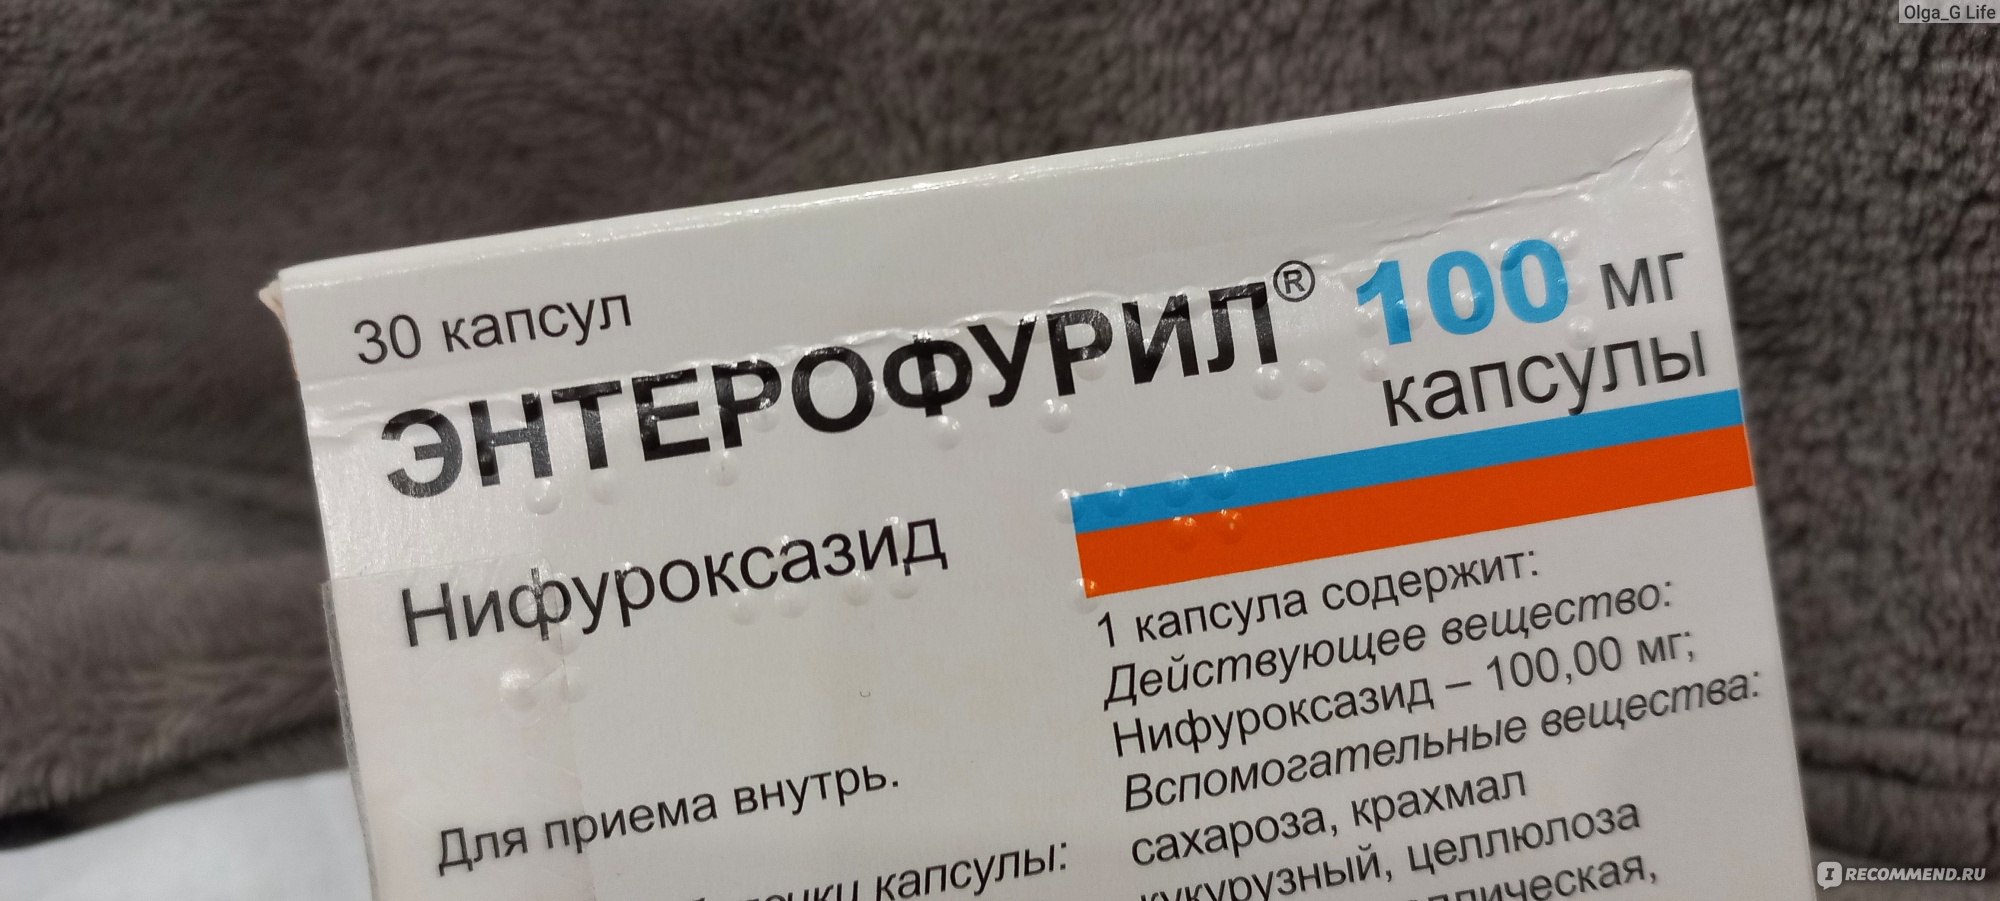 Olga_G Life
30 капсул
ЭНТЕРОФУРИЛ® 100 мг
капсулы
Нифуроксазид
Для приема внутрь.
капсулы:
1 капсула содержит:
Действующее вещество:
Нифуроксазид – 100,00 мг;
Вспомогательные вещества:
сахароза, крахмал
кукурузный, целлюлоза
I RECOMMEND.RU